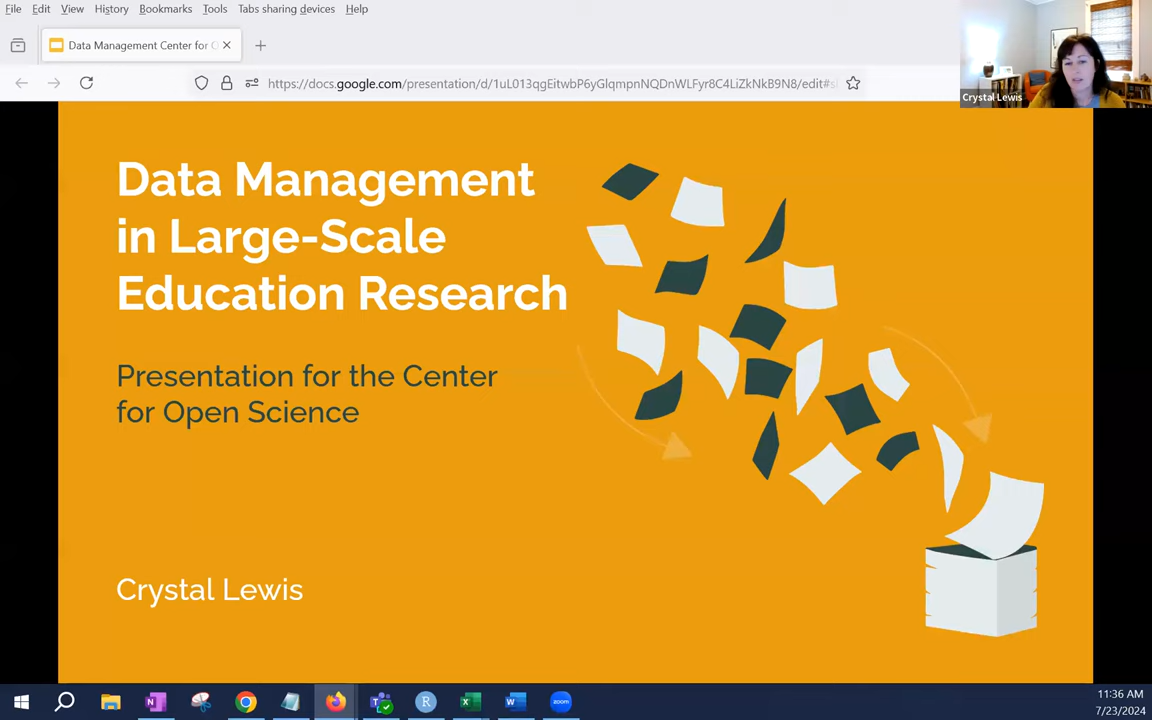 File Edit View History Bookmarks Tools Tabs sharing devices Help
Data Management Center for O
https://docs.google.com/presentation/d/1uL013qgEitwbP6yGlqmpnNQDnWLFyr8C4LiZkNkB9N8/edit#sl
Crystal Lewis
Data Management
in Large-Scale
Education Research
Presentation for the Center
for Open Science
Crystal Lewis
N
R
X
W
zoom
11:36 AM
7/23/2024